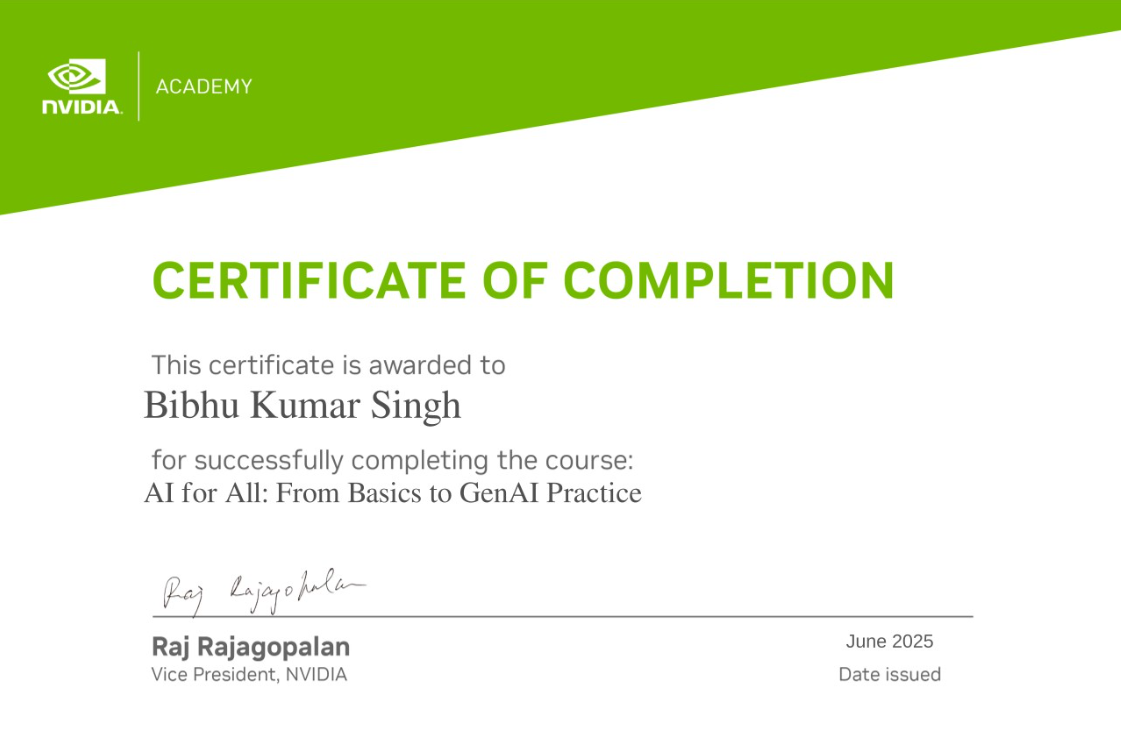 NVIDIA.
ACADEMY
CERTIFICATE OF COMPLETION
This certificate is awarded to
Bibhu Kumar Singh
for successfully completing the course:
AI for All: From Basics to GenAI Practice
Raj Rajagopalan
Raj Rajagopalan
Vice President, NVIDIA
June 2025
Date issued